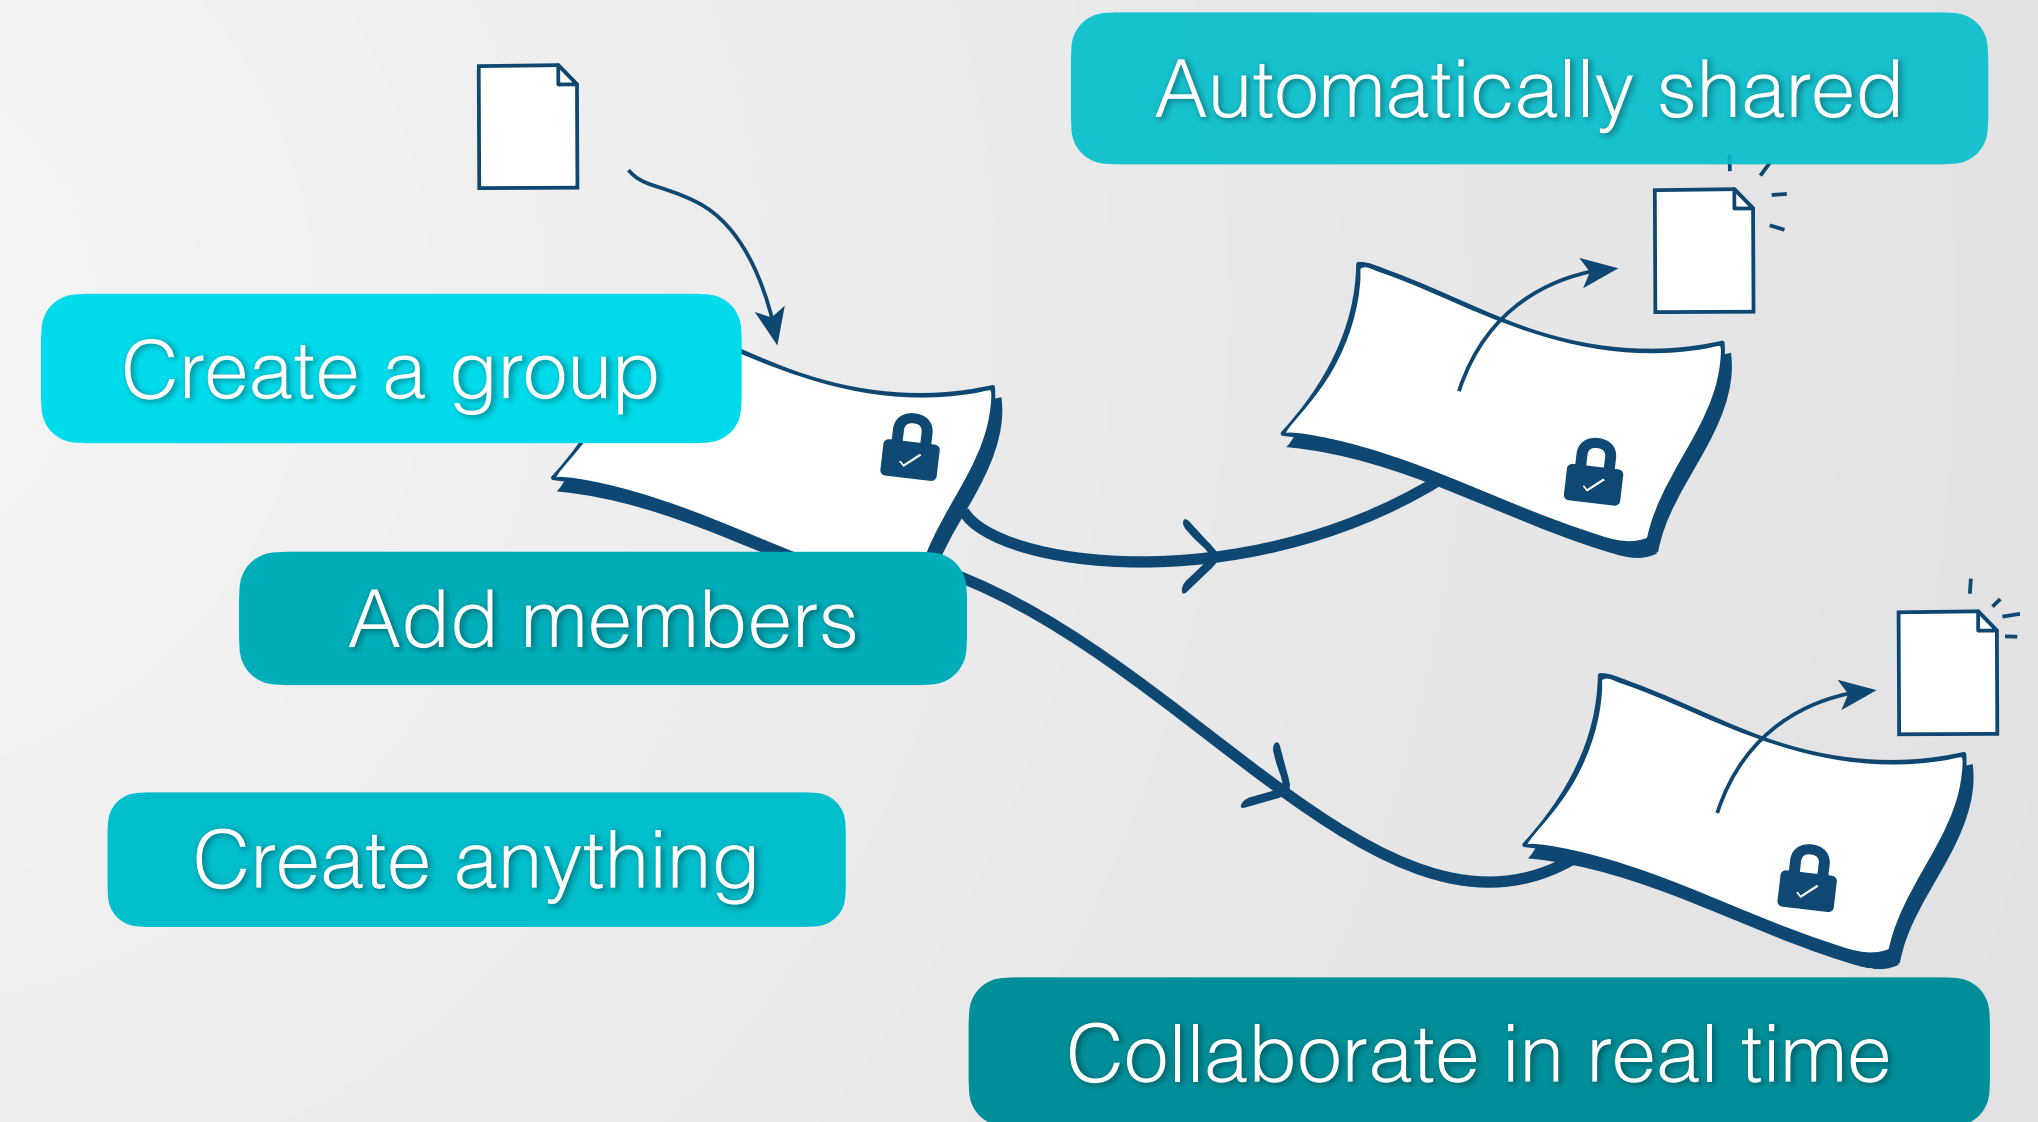 Automatically shared
Create a group
Add members
Create anything
Collaborate in real time